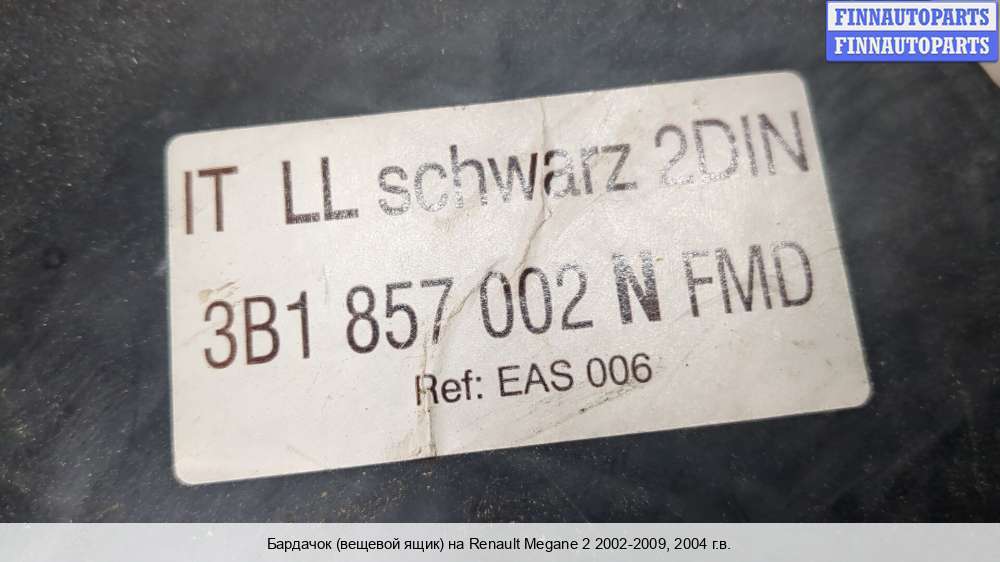 FINNAUTOPARTS
FINNAUTOPARTS
IT LL schwarz 2DIN
3B1 857 002 N FMD
Ref: EAS 006
Бардачок (вещевой ящик) на Renault Megane 2 2002-2009, 2004 г.в.